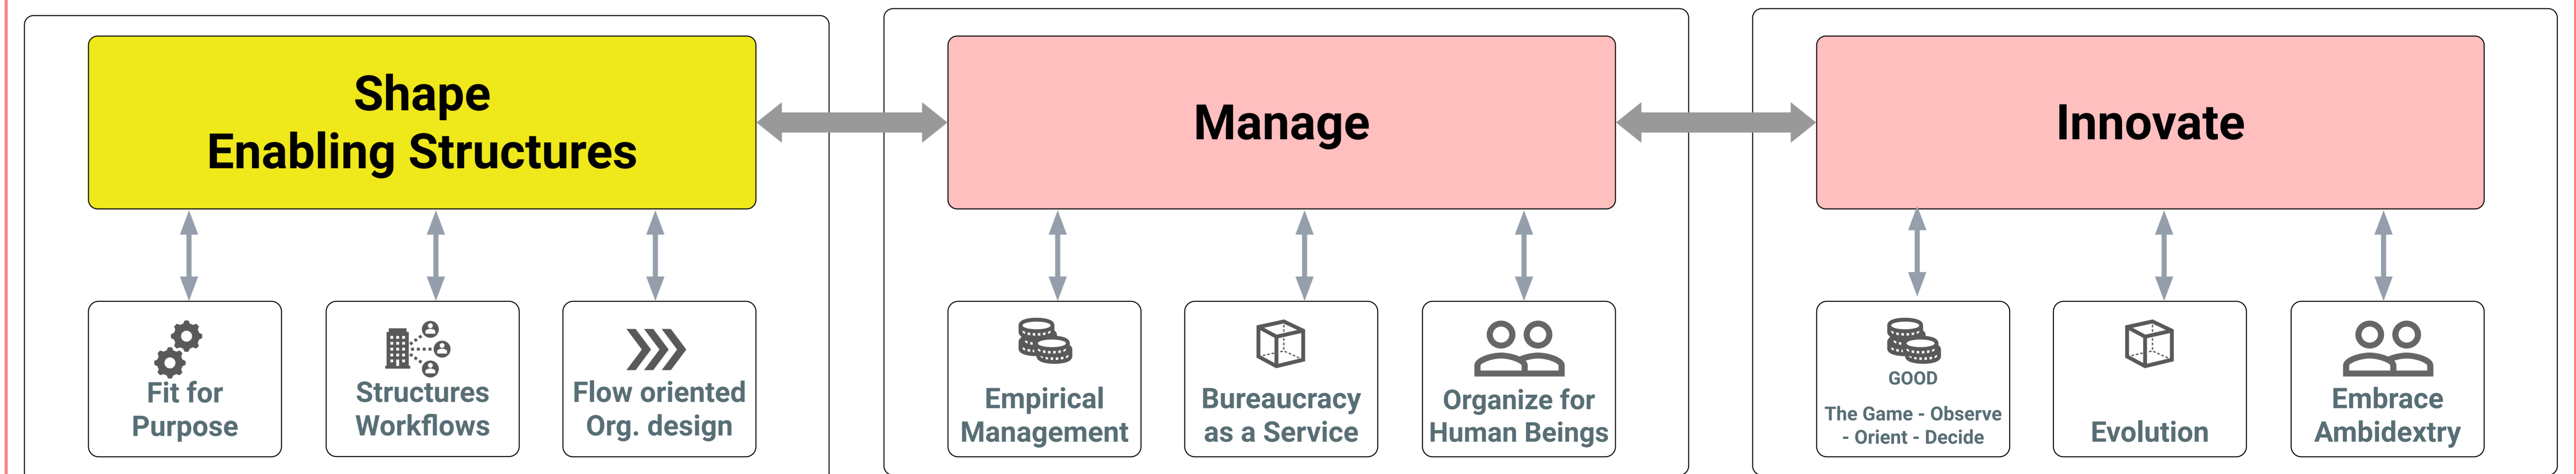 Shape
Enabling Structures
Manage
Innovate
Fit for
Purpose
Structures
Workflows
Flow oriented
Org. design
Empirical
Management
Bureaucracy
as a Service
Organize for
Human Beings
GOOD
The Game - Observe
- Orient - Decide
Evolution
Embrace
Ambidextry